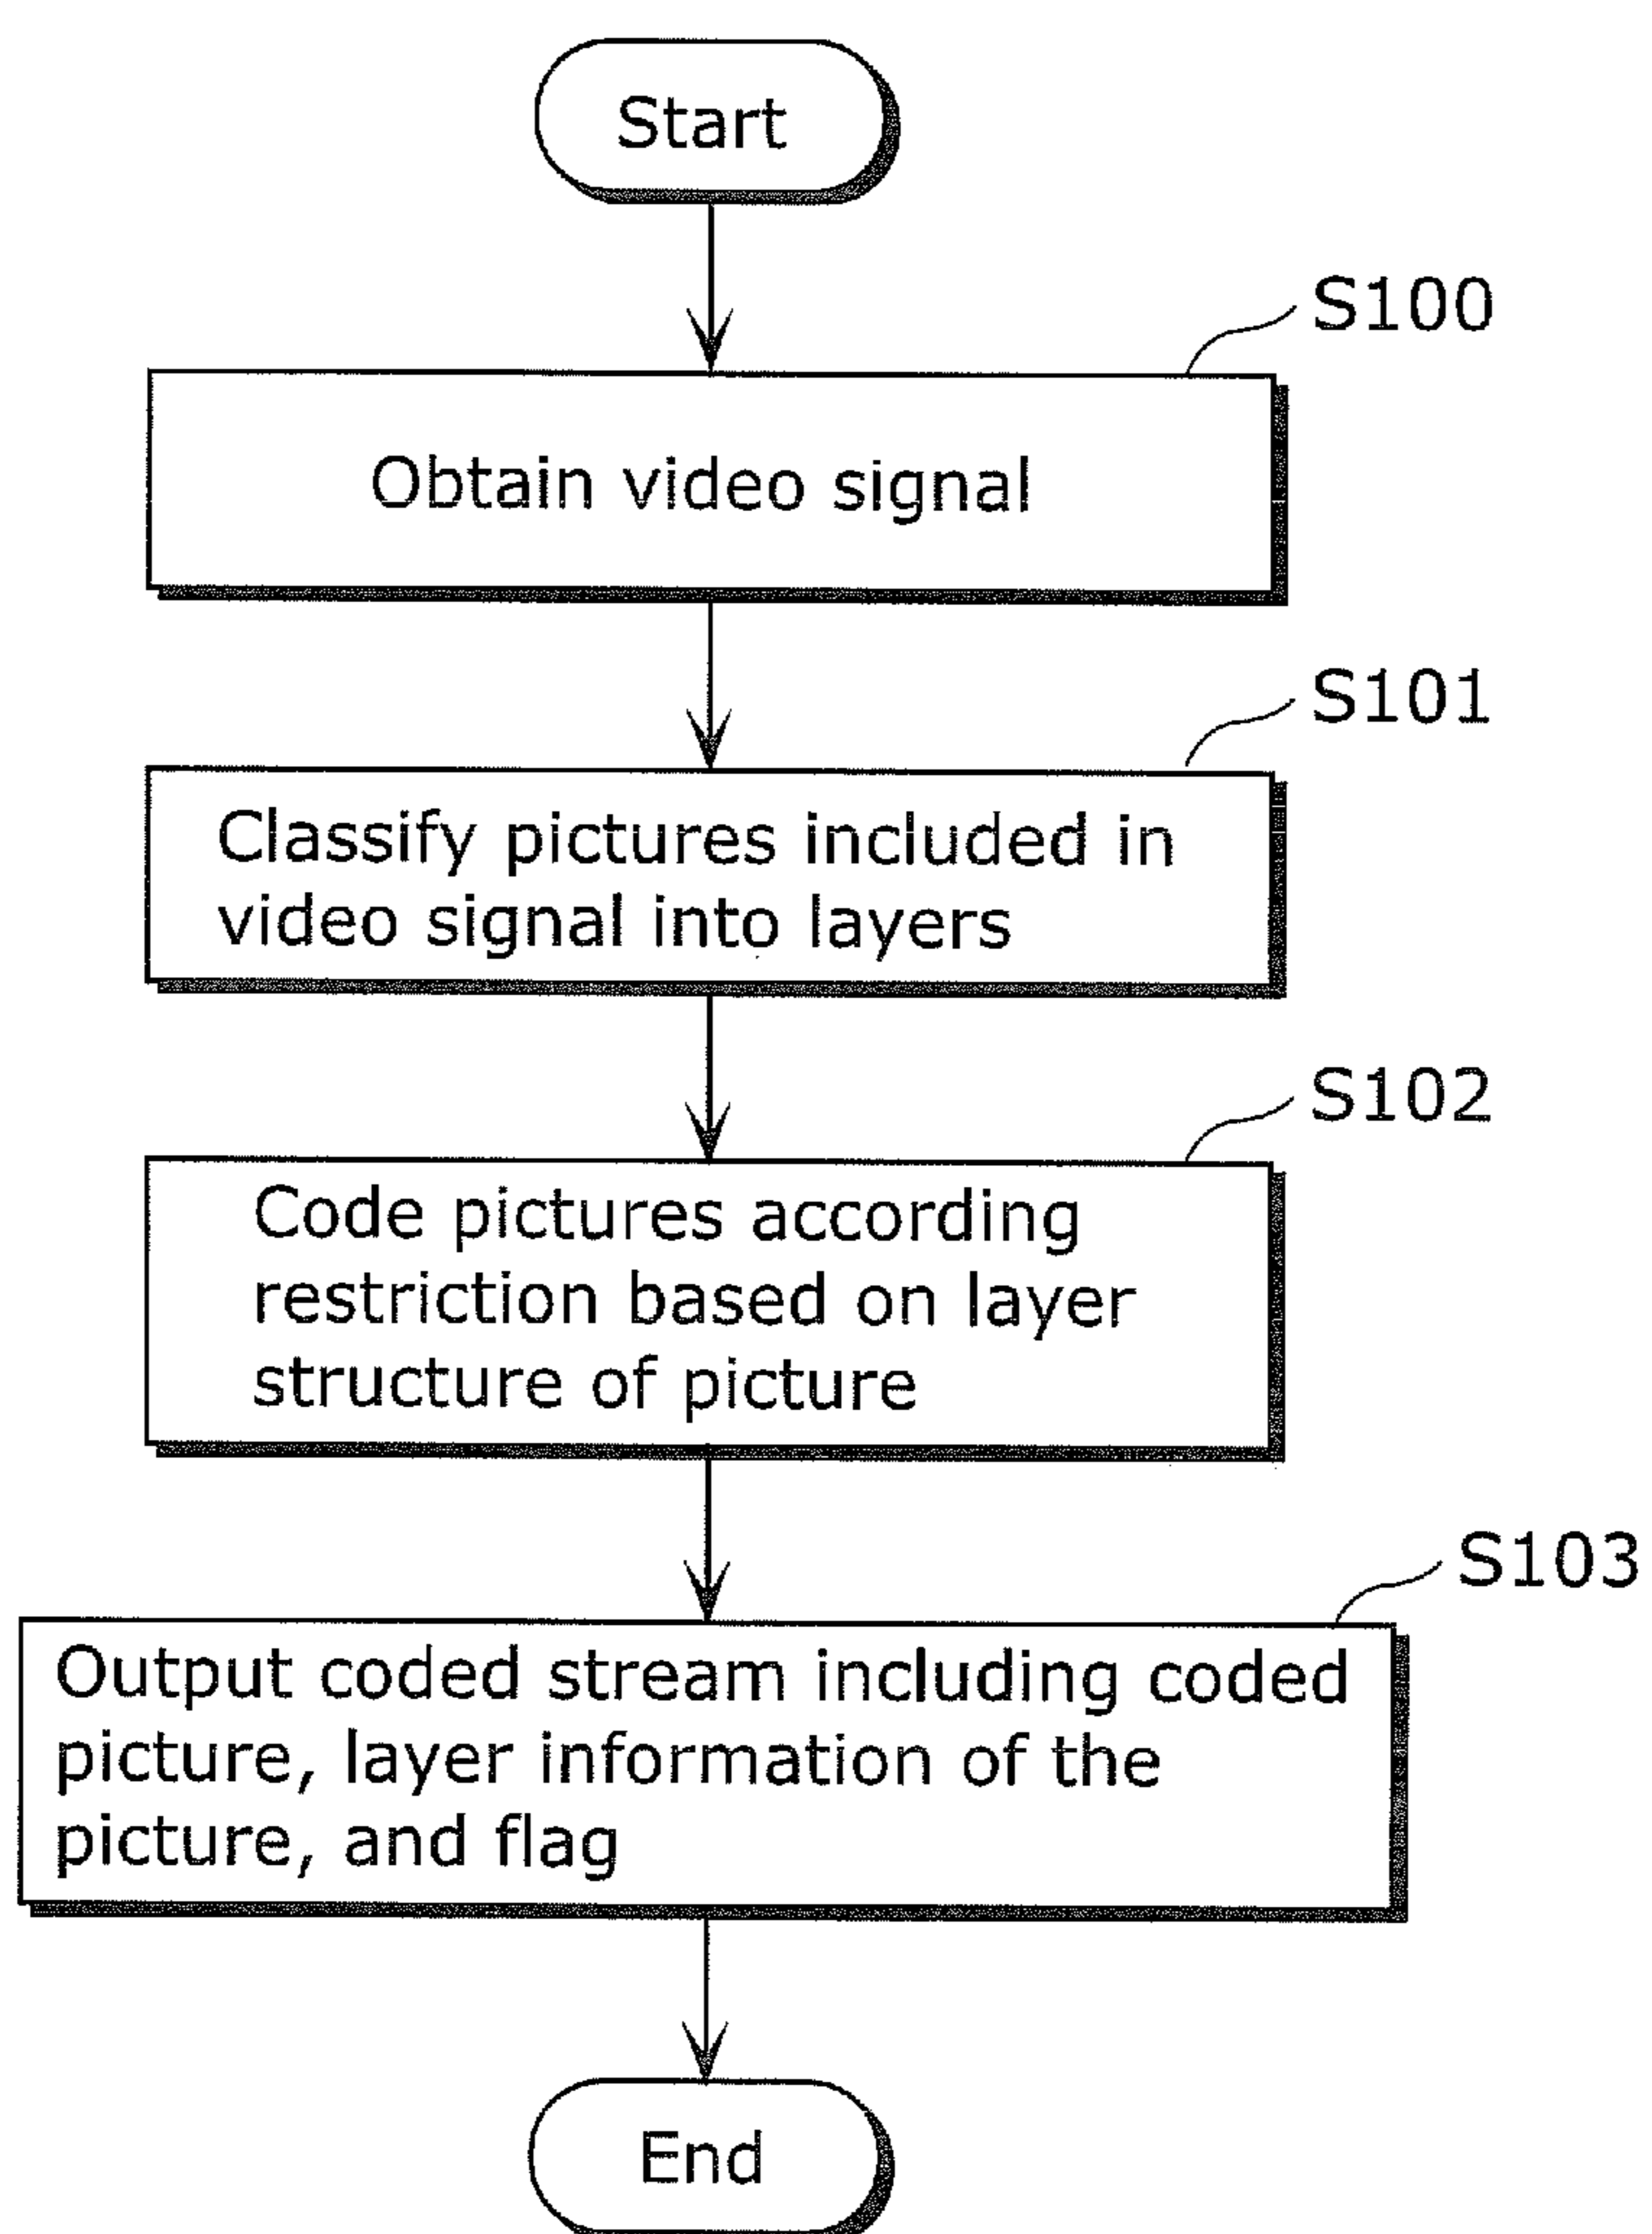 Start
S100
Obtain video signal
S101
Classify pictures included in
video signal into layers
S102
Code pictures according
restriction based on layer
structure of picture
S103
Output coded stream including coded
picture, layer information of the
picture, and flag
End